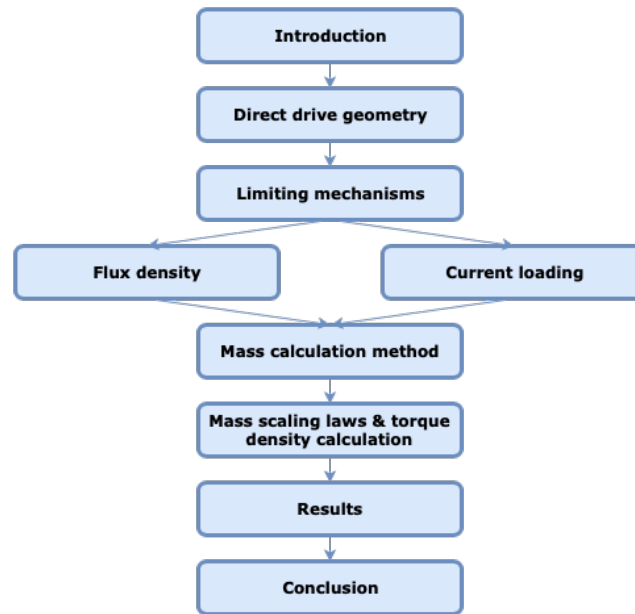 Introduction
Direct drive geometry
Limiting mechanisms
Flux density
Current loading
Mass calculation method
Mass scaling laws & torque
density calculation
Results
Conclusion